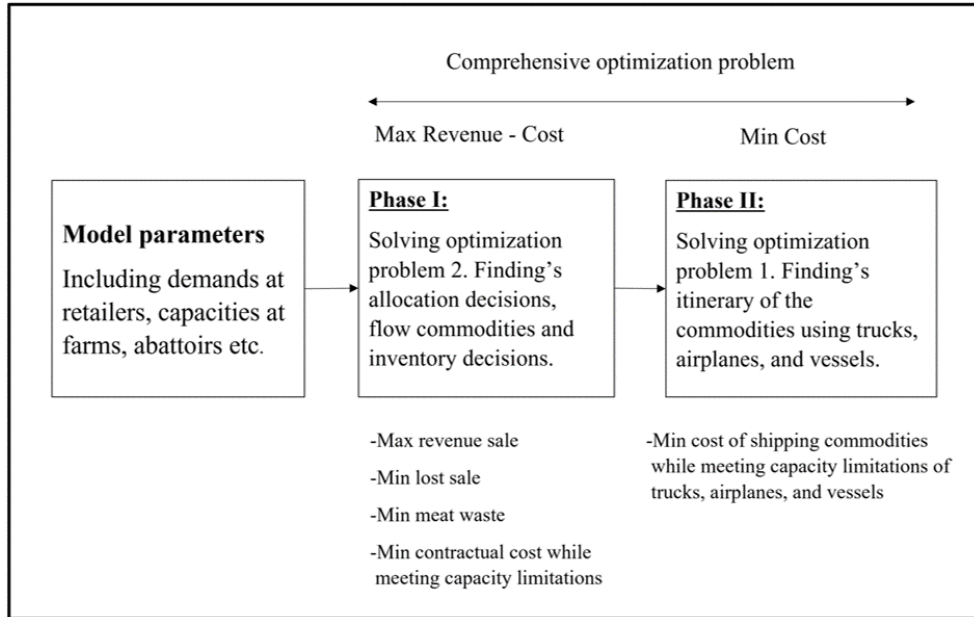 Comprehensive optimization problem
Max Revenue - Cost
Min Cost
Model parameters
Including demands at
retailers, capacities at
farms, abattoirs etc.
Phase I:
Solving optimization
problem 2. Finding's
allocation decisions,
flow commodities and
inventory decisions.
Phase II:
Solving optimization
problem 1. Finding's
itinerary of the
commodities using trucks,
airplanes, and vessels.
-Max revenue sale
-Min lost sale
-Min meat waste
-Min contractual cost while
meeting capacity limitations
-Min cost of shipping commodities
while meeting capacity limitations of
trucks, airplanes, and vessels